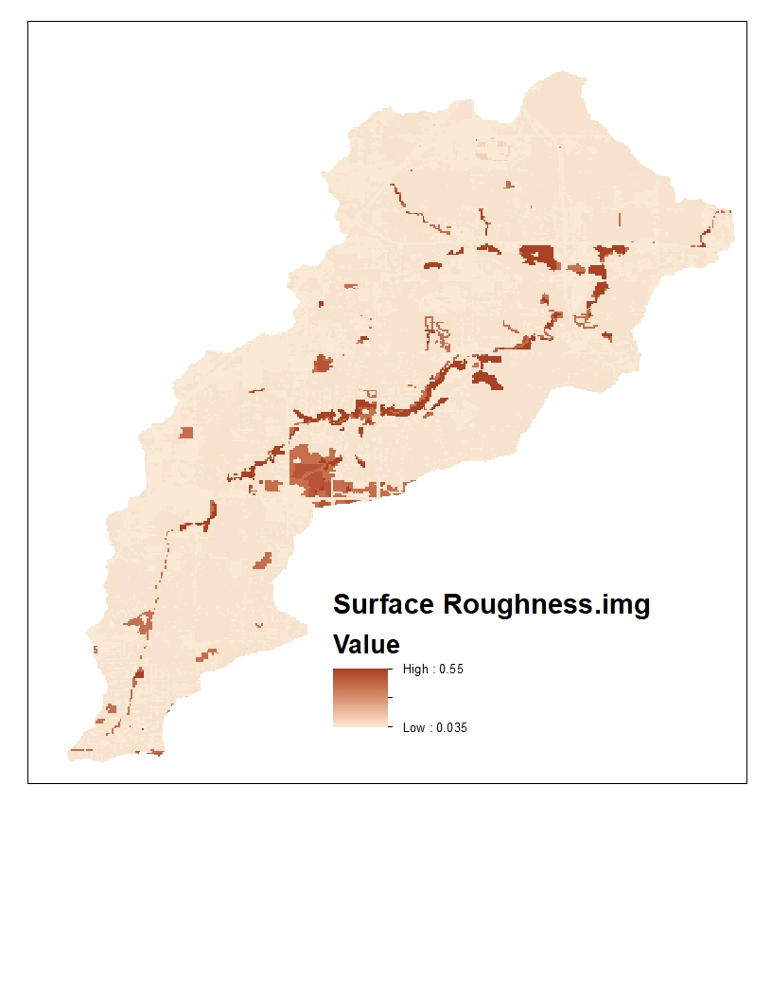 Surface Roughness.img
Value
High : 0.55
Low : 0.035